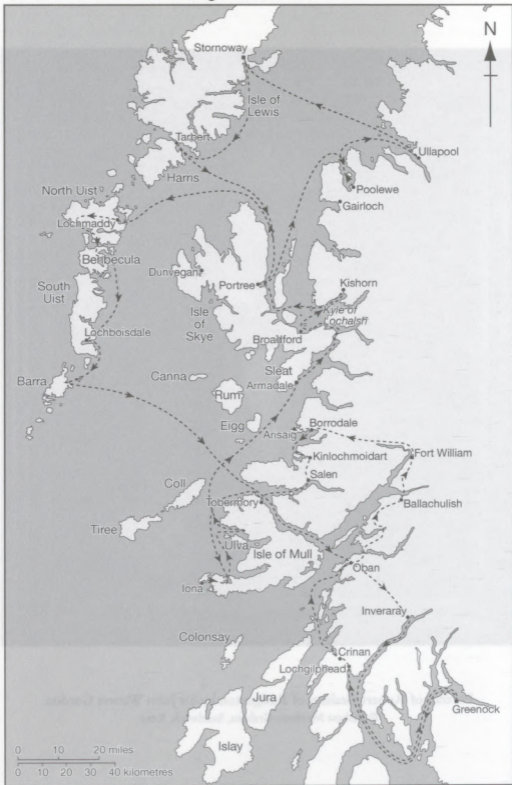 N
Stornoway
Isle of
Lewis
Tarbert
Harris
Ullapool
Poolewe
Gairloch
North Uist
Lochmaddy
Benbecula
Dunvegan
Portree
Kishorn
South
Uist
Isle
of
Skye
Kyle of
Lochalsh
Lochboisdale
Broadford
Sleat
Armadale
Barra
Canna
Rum
Eigg
Borrodale
Arisaig
Kinlochmoidart
Fort William
Salen
Coll
Tobermory
Ballachulish
Tiree
Ulva
Isle of Mull
Oban
Iona
Inveraray
Colonsay
Crinan
Lochgilphead
Jura
Greenock
Islay
0 10 20 miles
0 10 20 30 40 kilometres